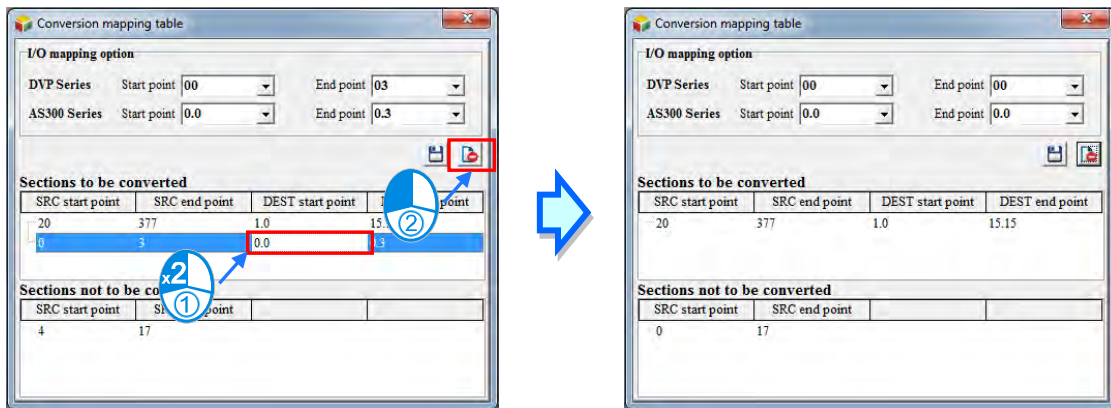 Conversion mapping table
I/O mapping option
DVP Series Start point 00 End point 03
AS300 Series Start point 0.0 End point 0.3
Sections to be converted
SRC start point SRC end point DEST start point point
20 377 1.0 15.
0 3 0.0 0.3
x2
①
②
Sections not to be co
SRC start point point
4 17
Conversion mapping table
I/O mapping option
DVP Series Start point 00 End point 00
AS300 Series Start point 0.0 End point 0.0
Sections to be converted
SRC start point SRC end point DEST start point DEST end point
20 377 1.0 15.15
Sections not to be converted
SRC start point SRC end point
0 17